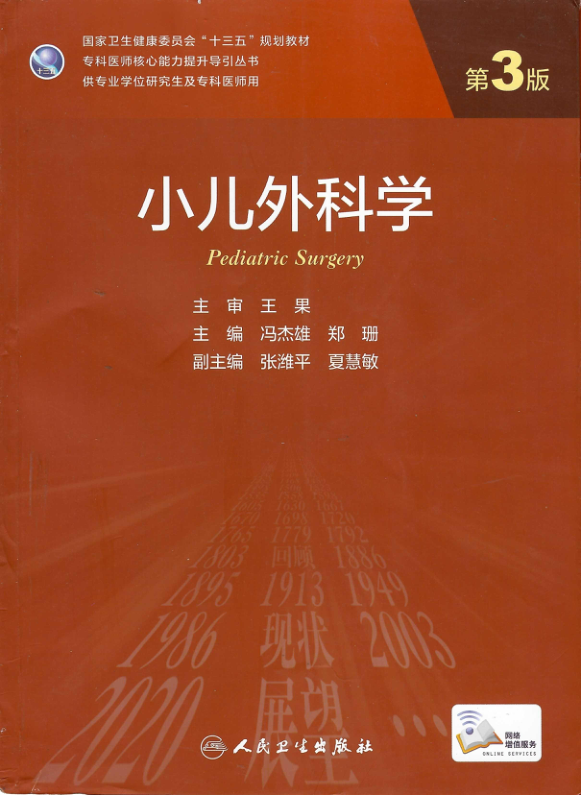 国家卫生健康委员会“十三五”规划教材
专科医师核心能力提升导引丛书
供专业学位研究生及专科医师用
十三五
第3版
小儿外科学
Pediatric Surgery
主 审 王 果
主 编 冯杰雄 郑 珊
副主编 张潍平 夏慧敏
1665 1779 1792
1803 回顾 1886
1895 1913 1949
1986 现状 2003
2020 展望 ……
人民卫生出版社
网络
增值服务
ONLINE SERVICES